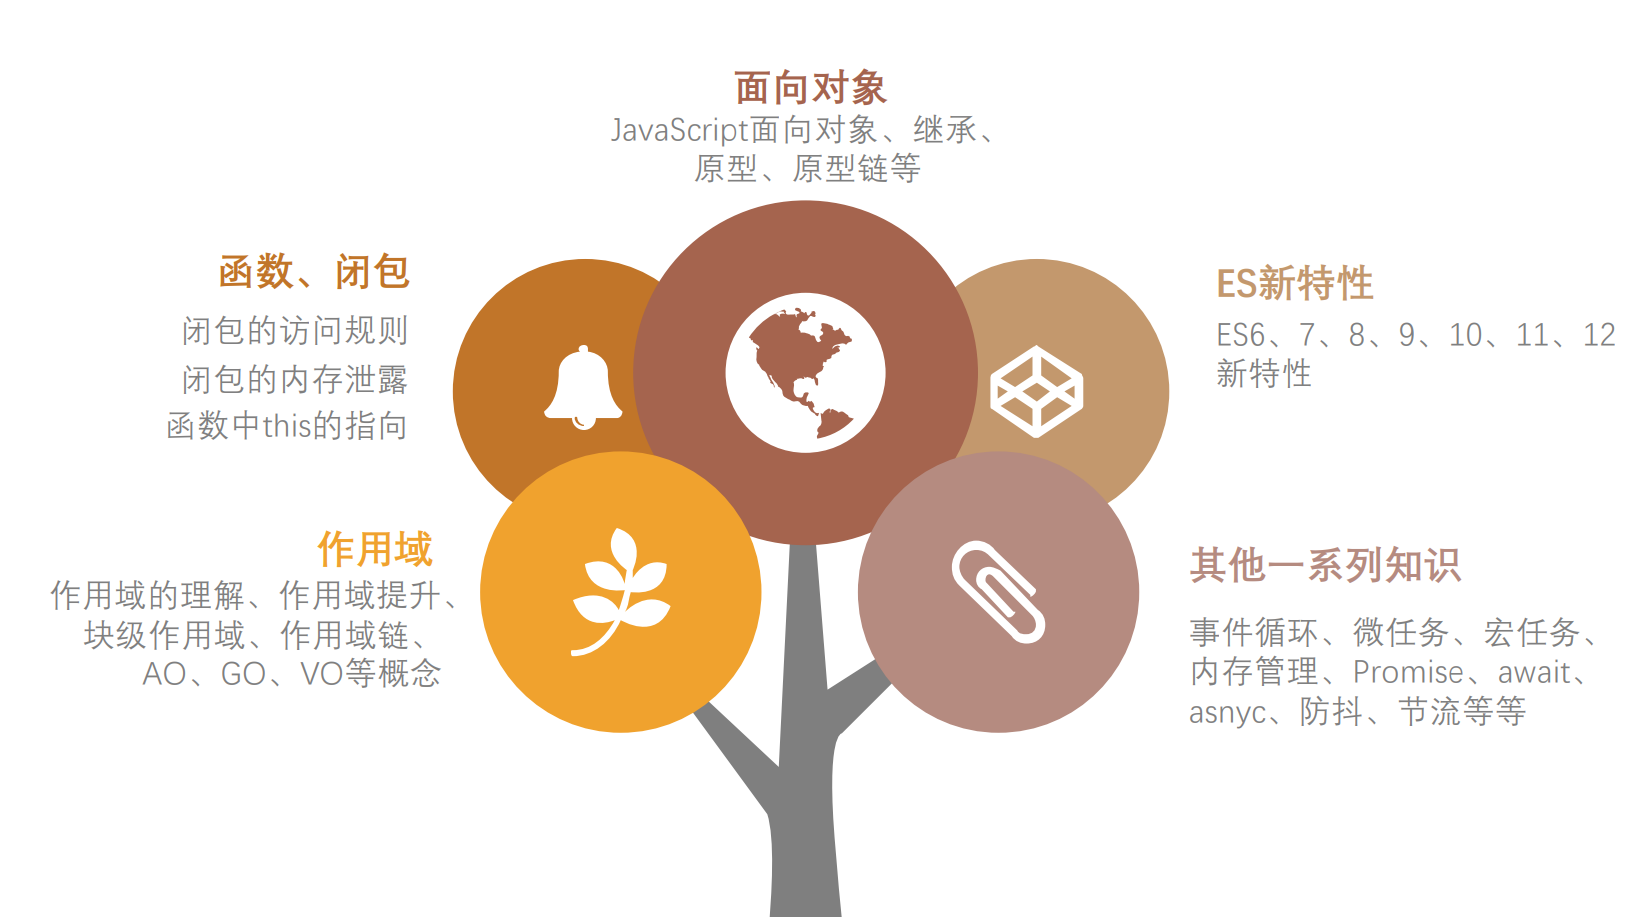 面向对象
JavaScript面向对象、继承、
原型、原型链等
函数、闭包
闭包的访问规则
闭包的内存泄露
函数中this的指向
ES新特性
ES6、7、8、9、10、11、12
新特性
作用域
作用域的理解、作用域提升、
块级作用域、作用域链、
AO、GO、VO等概念
其他一系列知识
事件循环、微任务、宏任务、
内存管理、Promise、await、
asnyc、防抖、节流等等